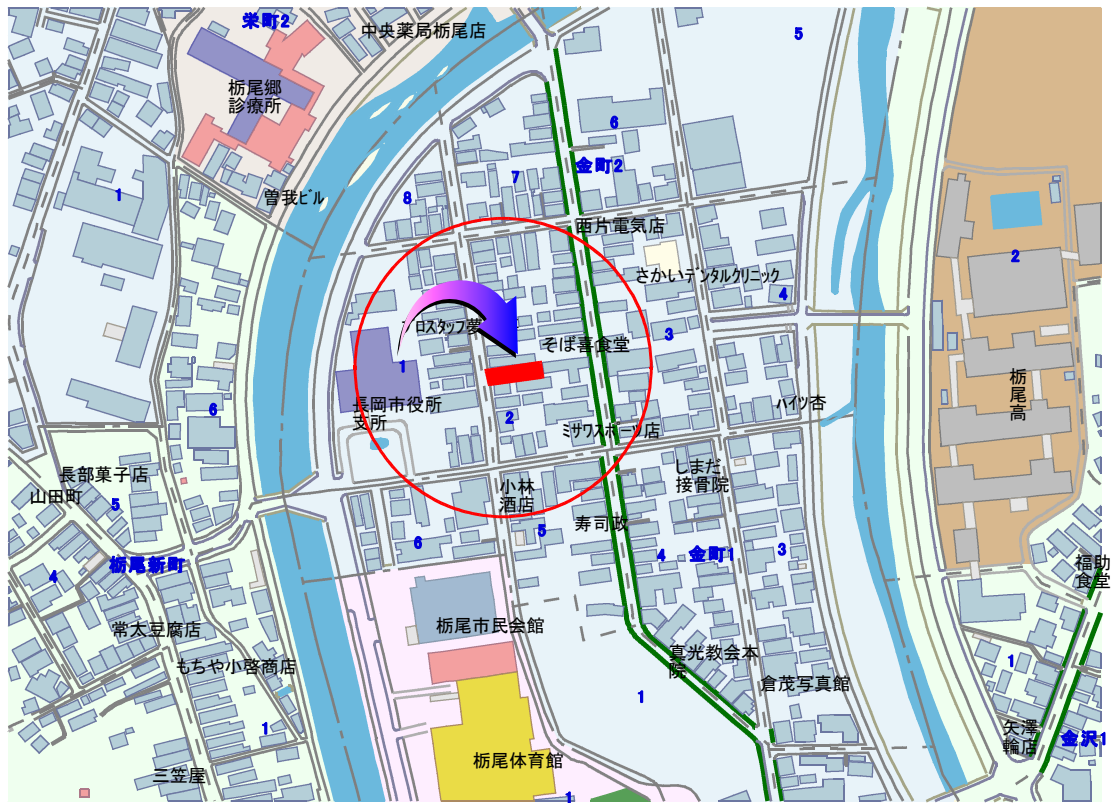 栄町2
中央薬局栃尾店
5
栃尾郷
診療所
6
金町2
1
7
曽我ﾋﾞﾙ
8
西片電気店
2
さかいﾃﾞﾝﾀﾙｸﾘﾆｯｸ
4
ﾛｽﾀｯﾌ夢
3
そば喜食堂
1
栃
尾
高
長岡市役所
支所
ハイツ杏
6
2
ﾐｻﾜｽﾎﾟｰﾂ店
長部菓子店
しまだ
接骨院
山田町
小林
酒店
5
寿司政
5
6
4
金町1
3
栃尾新町
福助
食堂
4
常太豆腐店
栃尾市民会館
もちや小啓商店
真光教会本
院
1
倉茂写真館
1
1
矢澤
輪店
金沢1
三笠屋
栃尾体育館
1